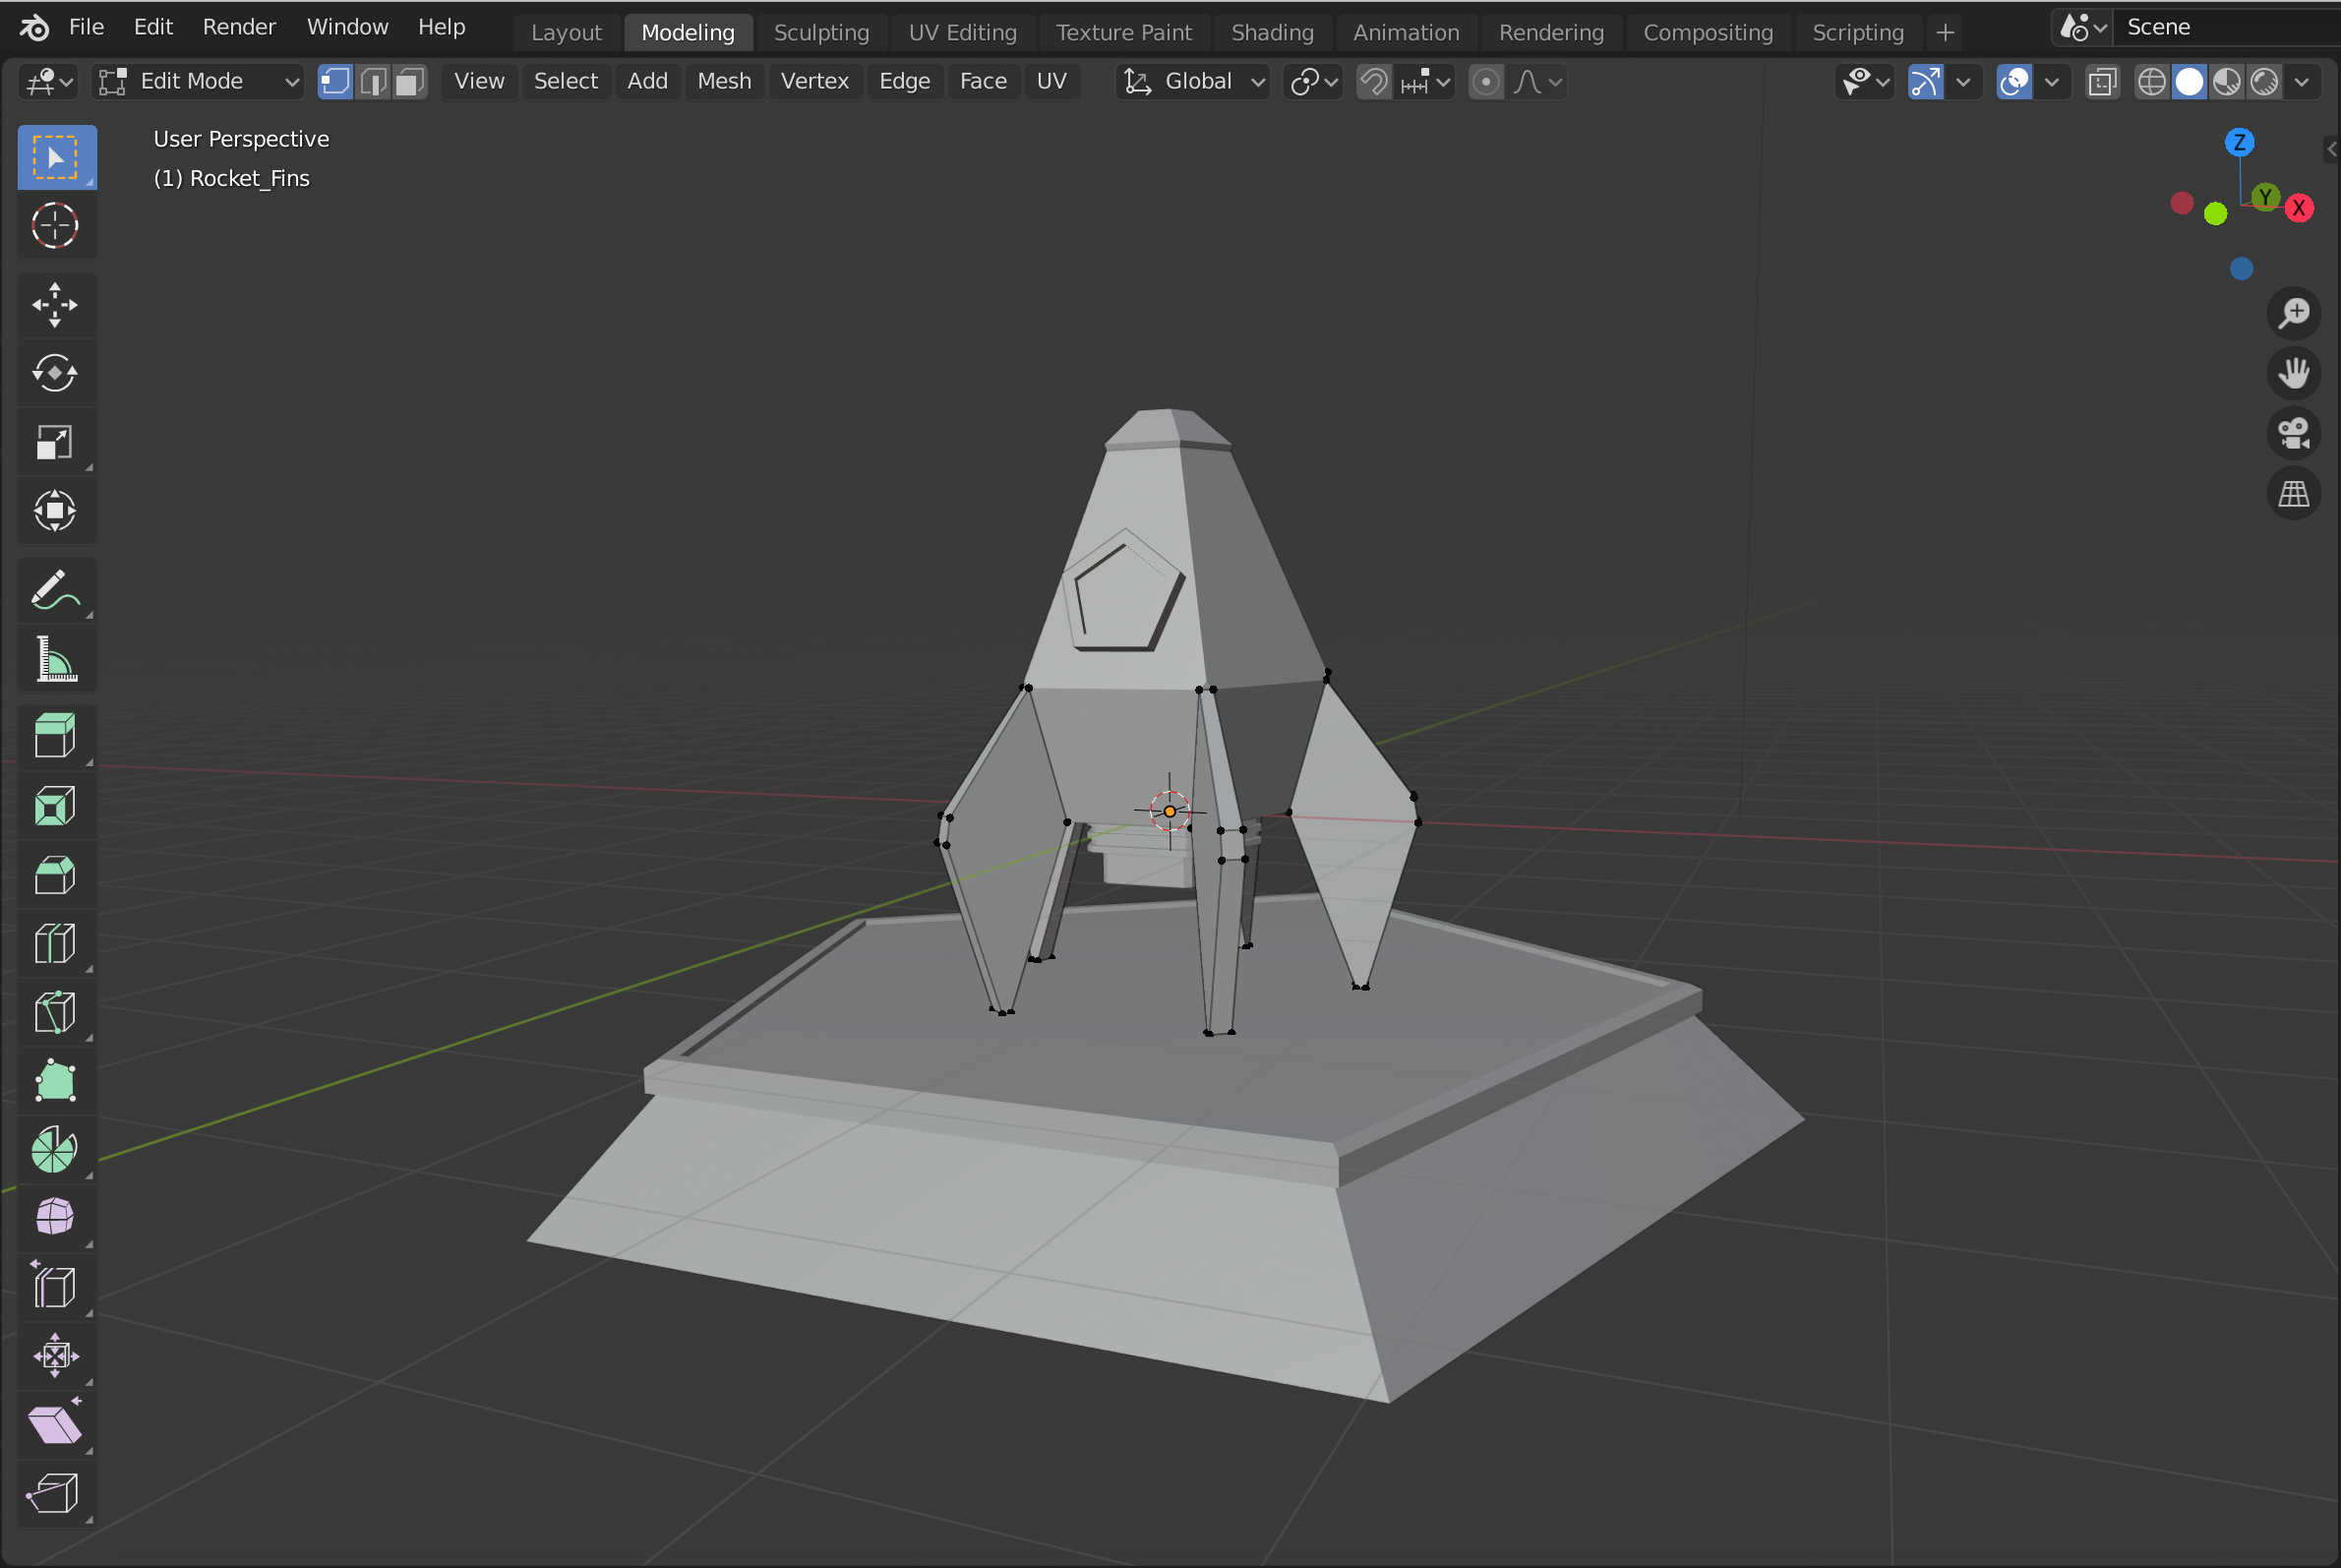 File Edit Render Window Help Layout Modeling Sculpting UV Editing Texture Paint Shading Animation Rendering Compositing Scripting + Scene
Edit Mode View Select Add Mesh Vertex Edge Face UV Global
User Perspective
(1) Rocket_Fins
Z
Y
X